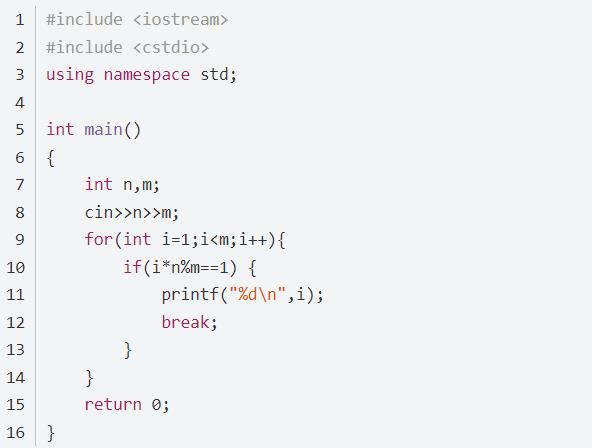 1 #include <iostream>
2 #include <cstdio>
3 using namespace std;
4
5 int main()
6 {
7     int n,m;
8     cin>>n>>m;
9     for(int i=1;i<m;i++){
10         if(i*n%m==1) {
11             printf("%d\n",i);
12             break;
13         }
14     }
15     return 0;
16 }